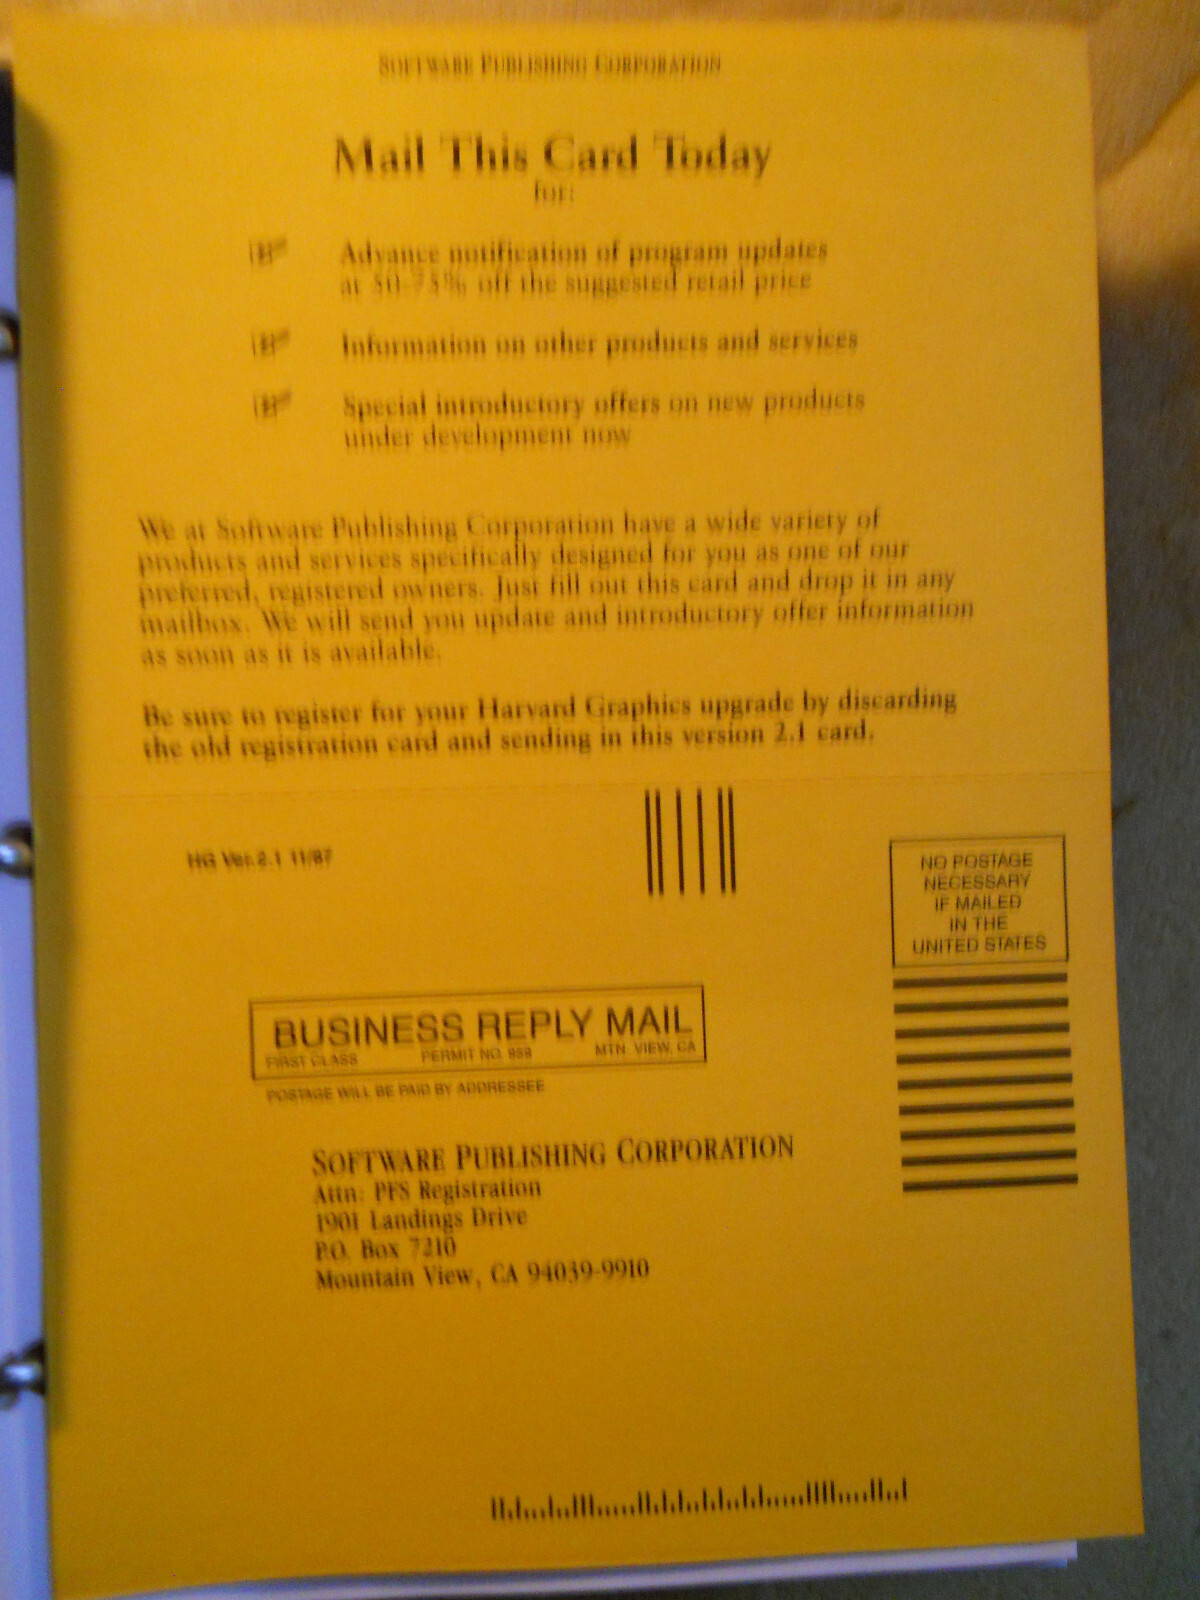 SOFTWARE PUBLISHING CORPORATION
Mail This Card Today
for:
Advance notification of program updates
at 50-75% off the suggested retail price
Information on other products and services
Special introductory offers on new products
under development now
We at Software Publishing Corporation have a wide variety of
products and services specifically designed for you as one of our
preferred, registered owners. Just fill out this card and drop it in any
mailbox. We will send you update and introductory offer information
as soon as it is available.
Be sure to register for your Harvard Graphics upgrade by discarding
the old registration card and sending in this version 2.1 card.
HG Ver.2.1 11/87
NO POSTAGE
NECESSARY
IF MAILED
IN THE
UNITED STATES
BUSINESS REPLY MAIL
FIRST CLASS PERMIT NO. 959 MTN. VIEW, CA
POSTAGE WILL BE PAID BY ADDRESSEE
SOFTWARE PUBLISHING CORPORATION
Attn: PFS Registration
1901 Landings Drive
P.O. Box 7210
Mountain View, CA 94039-9910